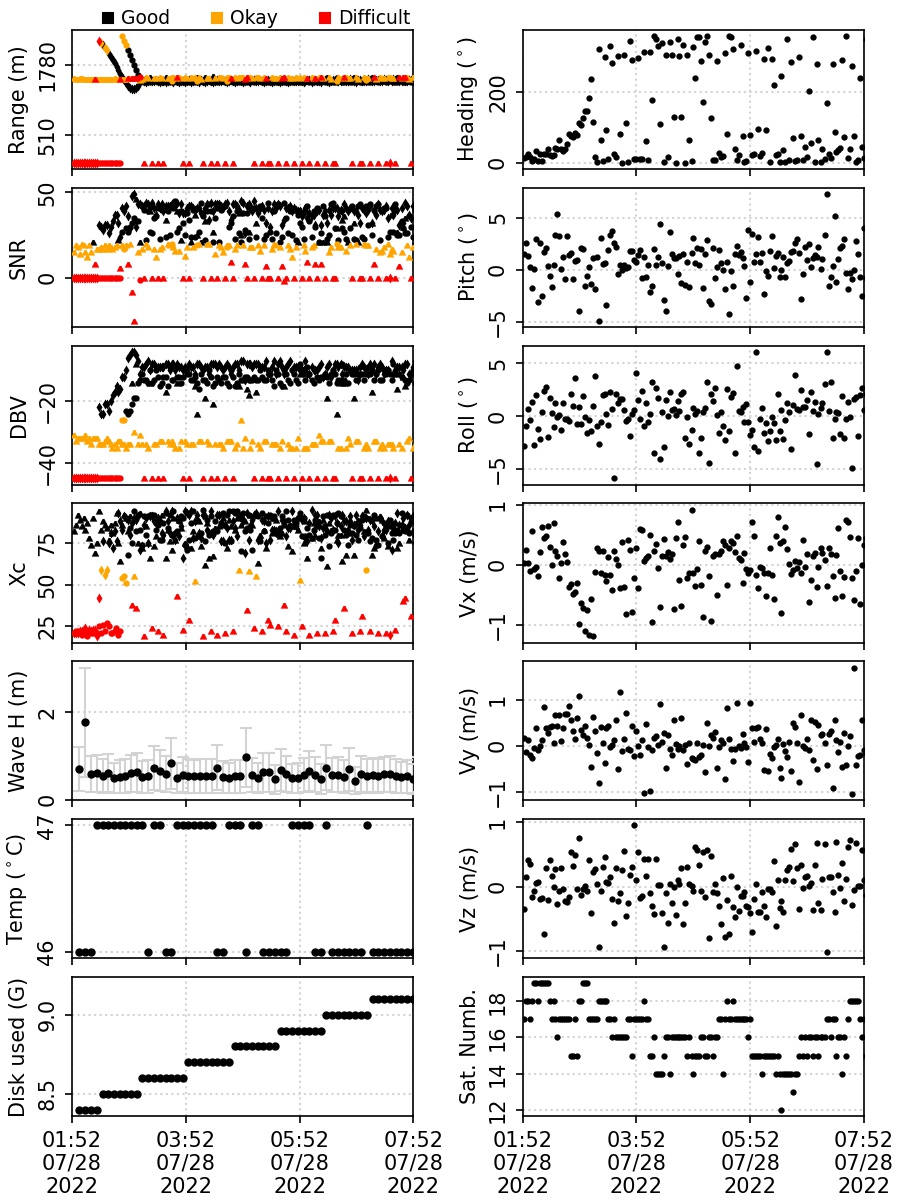 Good Okay Difficult
Range (m)
1780
510
Heading (°)
200
0
SNR
50
0
Pitch (°)
5
0
−5
DBV
−20
−40
Roll (°)
5
0
−5
Xc
75
50
25
Vx (m/s)
1
0
−1
Wave H (m)
2
0
Vy (m/s)
1
0
−1
Temp (°C)
47
46
Vz (m/s)
1
0
−1
Disk used (G)
9.0
8.5
Sat. Numb.
18
16
14
12
01:52 03:52 05:52 07:52
07/28 07/28 07/28 07/28
2022 2022 2022 2022
01:52 03:52 05:52 07:52
07/28 07/28 07/28 07/28
2022 2022 2022 2022